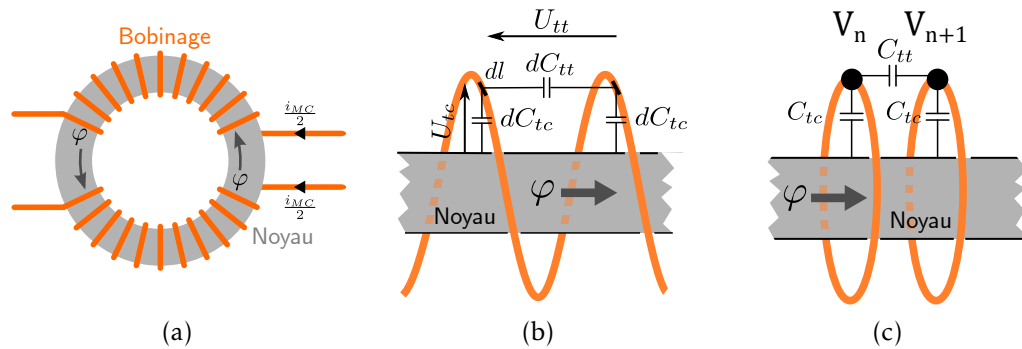 Bobinage
φ
φ
i_MC/2
i_MC/2
Noyau
(a)
U_tt
dl
dC_tt
U_tc
dC_tc
dC_tc
φ
Noyau
(b)
V_n
V_n+1
C_tt
C_tc
C_tc
φ
Noyau
(c)